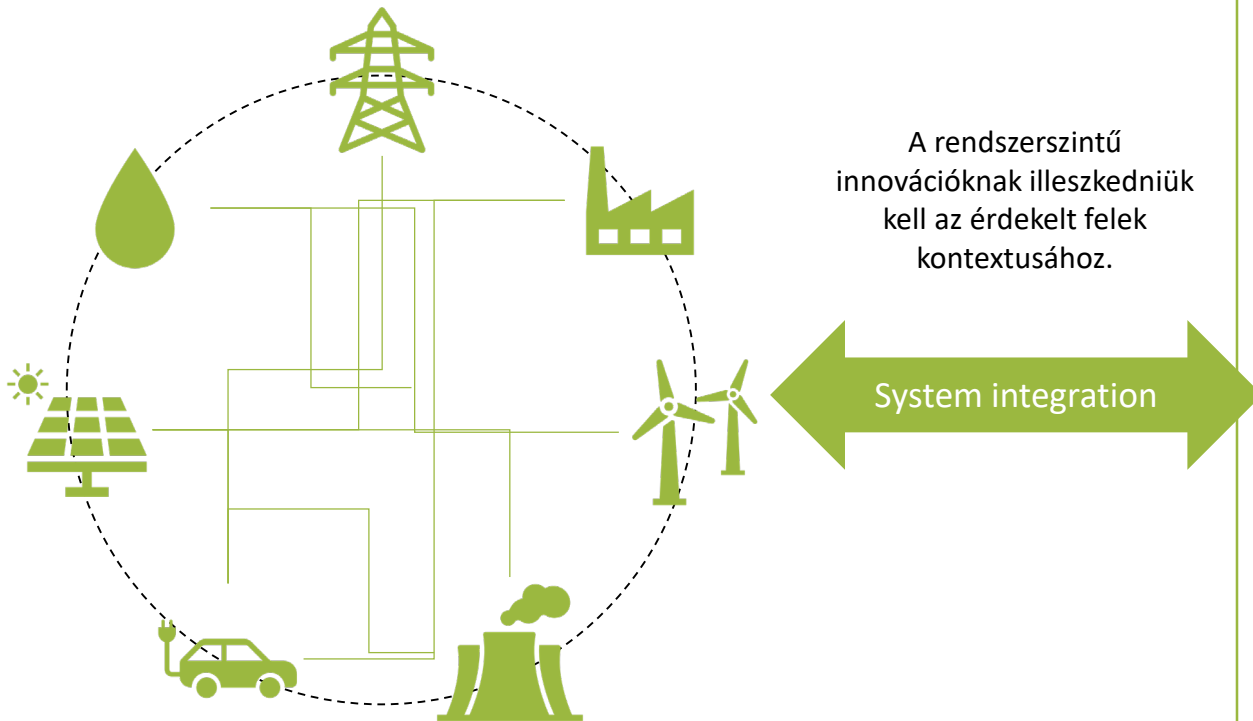 A rendszerszintű
innovációknak illeszkedniük
kell az érdekelt felek
kontextusához.
System integration